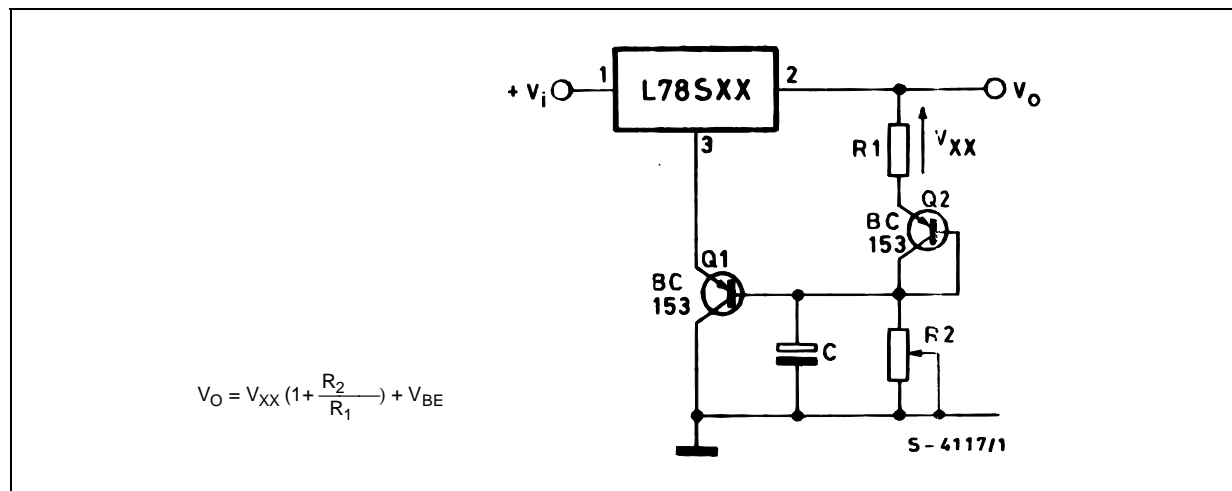 1
L78SXX
2
+ Vi
VO
3
R1
VXX
Q2
BC
153
Q1
BC
153
C
R2
VO = VXX (1+ R2/R1) + VBE
S-4117/1